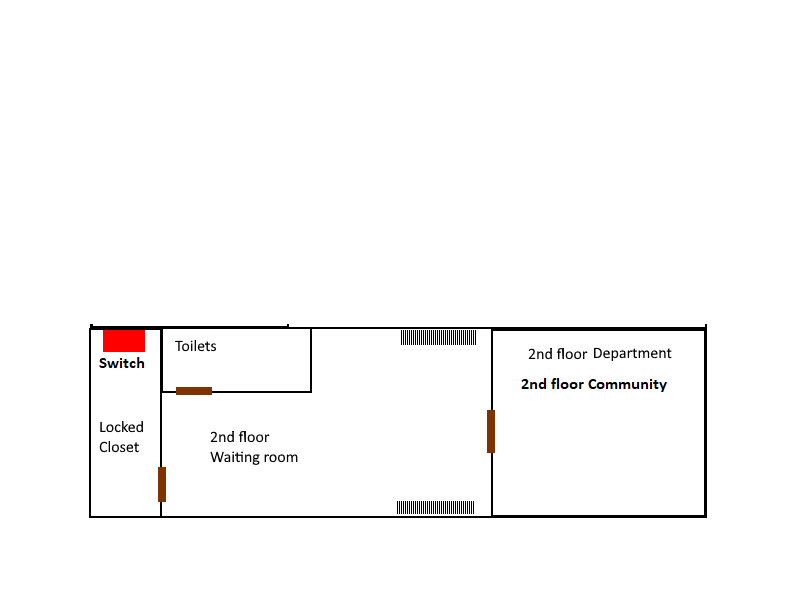 Toilets
Switch
2nd floor Department
2nd floor Community
Locked
Closet
2nd floor
Waiting room